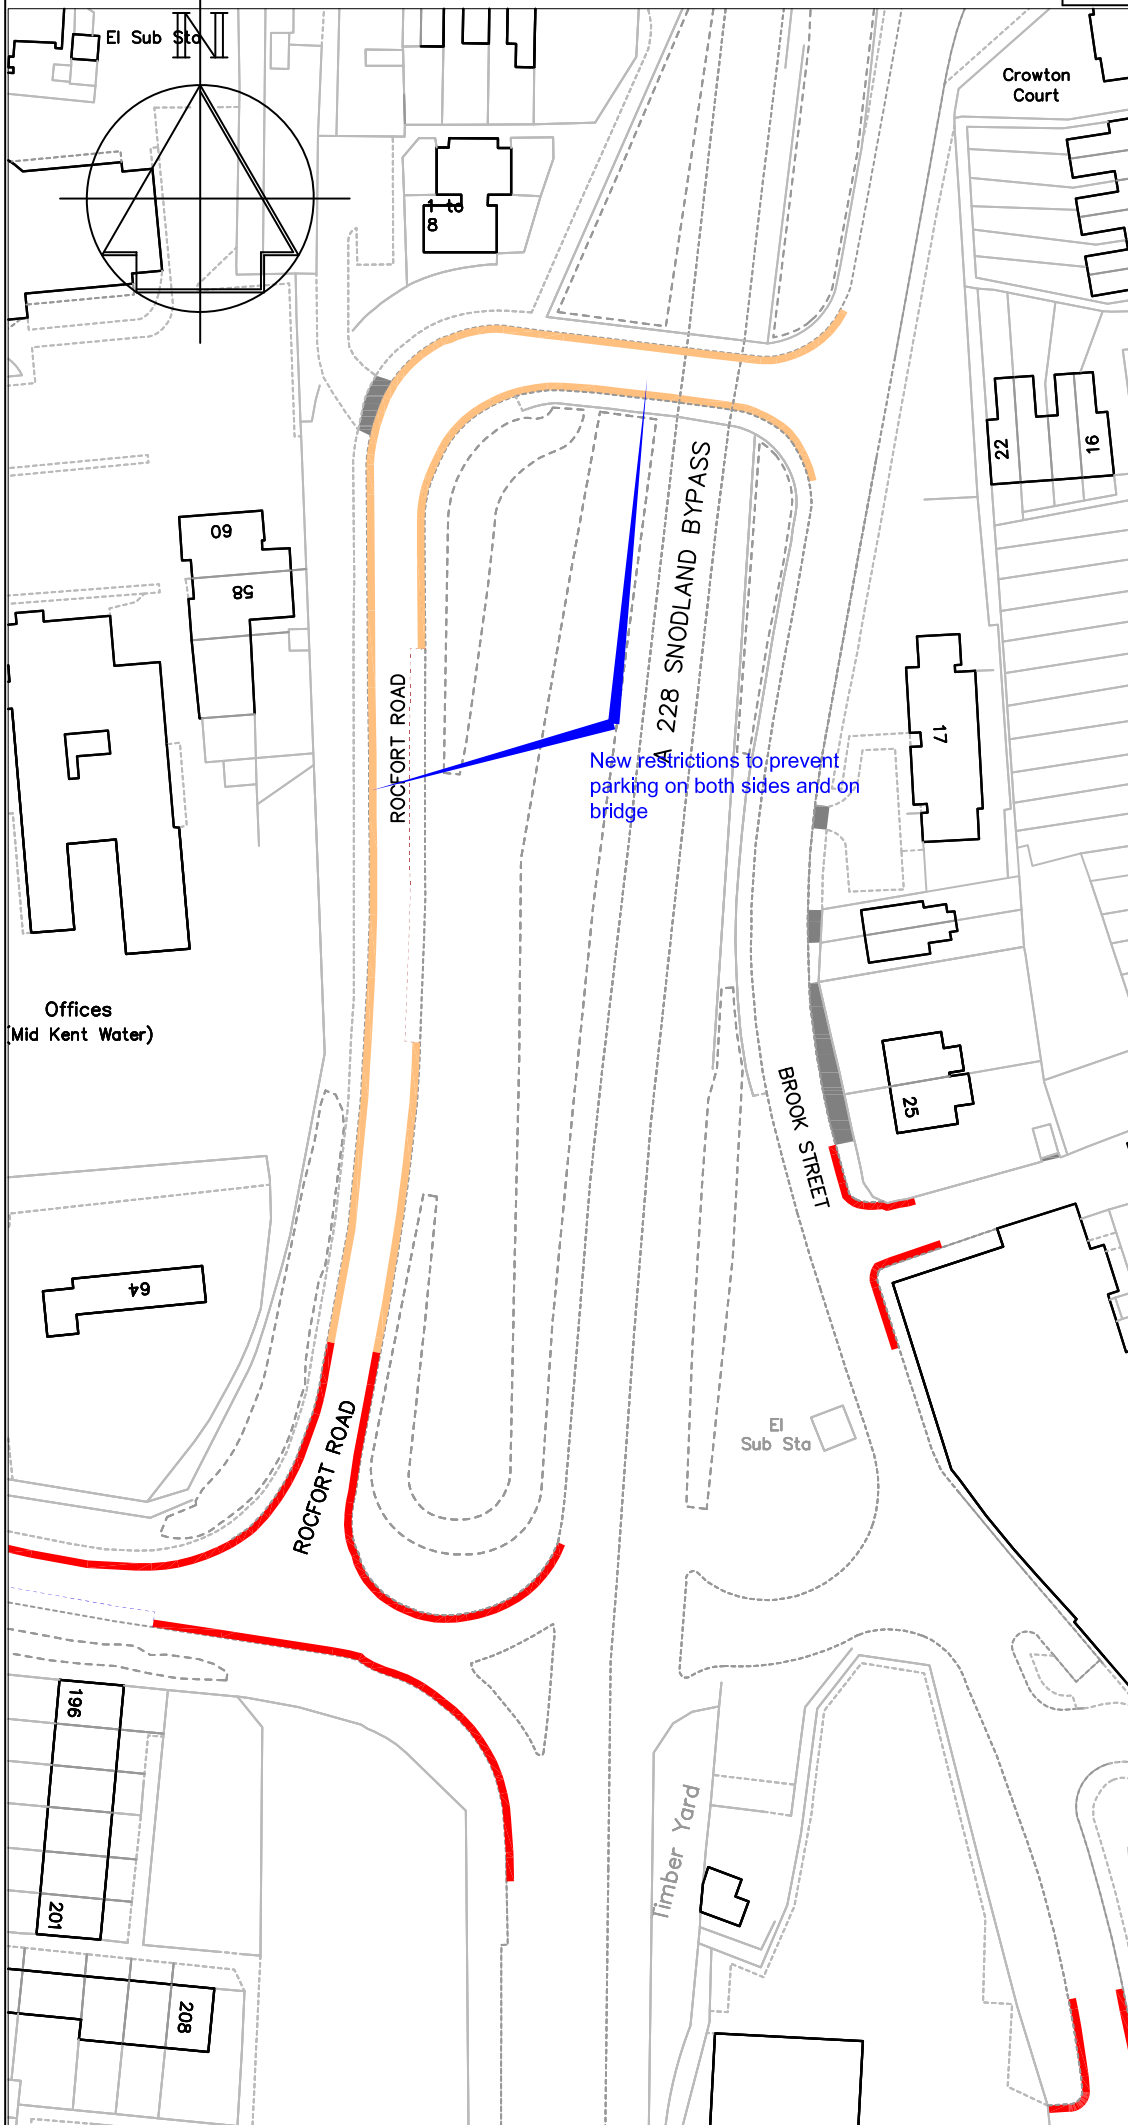 El Sub Sta
N
Crowton
Court
1 to
8
22
16
60
58
A 228 SNODLAND BYPASS
ROCFORT ROAD
17
New restrictions to prevent
parking on both sides and on
bridge
Offices
(Mid Kent Water)
BROOK STREET
25
64
ROCFORT ROAD
El
Sub Sta
196
Timber Yard
201
208